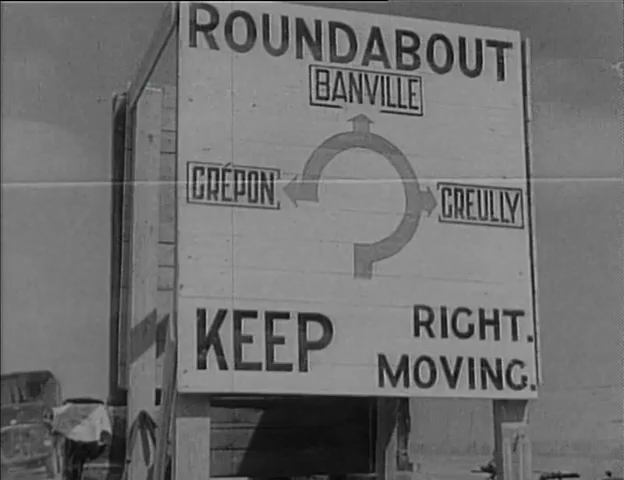 ROUNDABOUT
BANVILLE
CRÉPON
CREULLY
KEEP RIGHT.
MOVING.